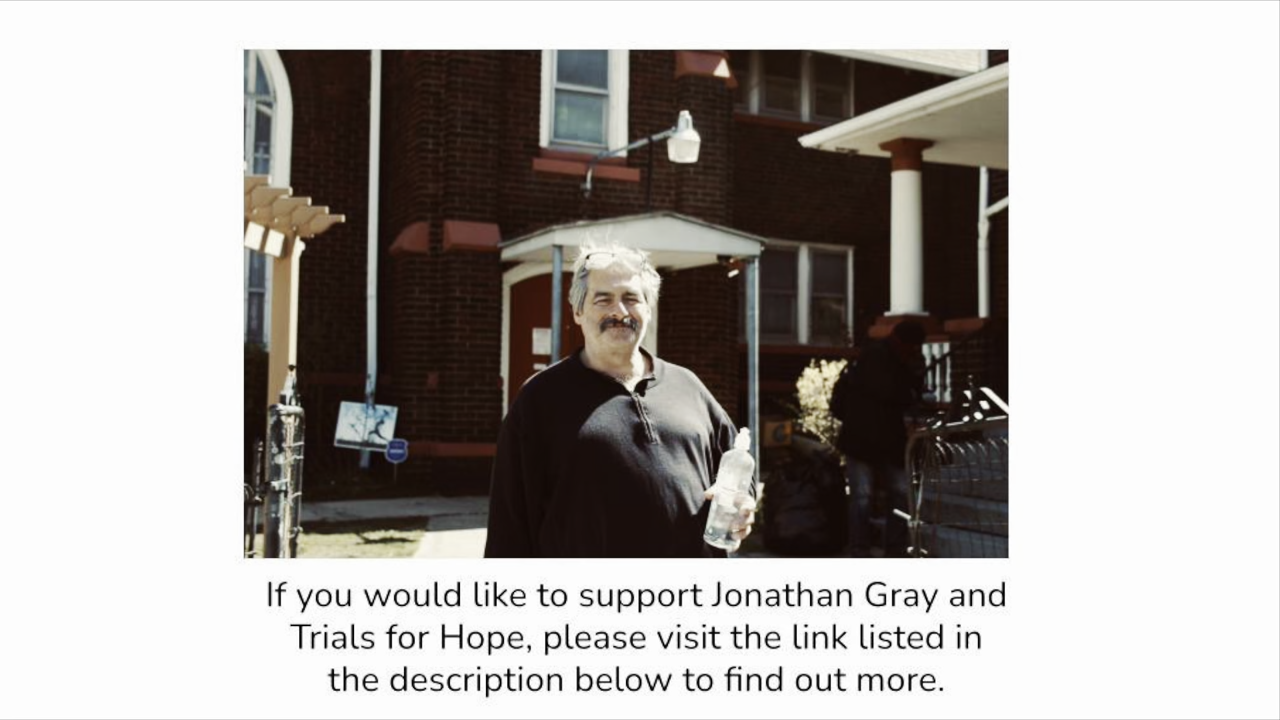 If you would like to support Jonathan Gray and
Trials for Hope, please visit the link listed in
the description below to find out more.